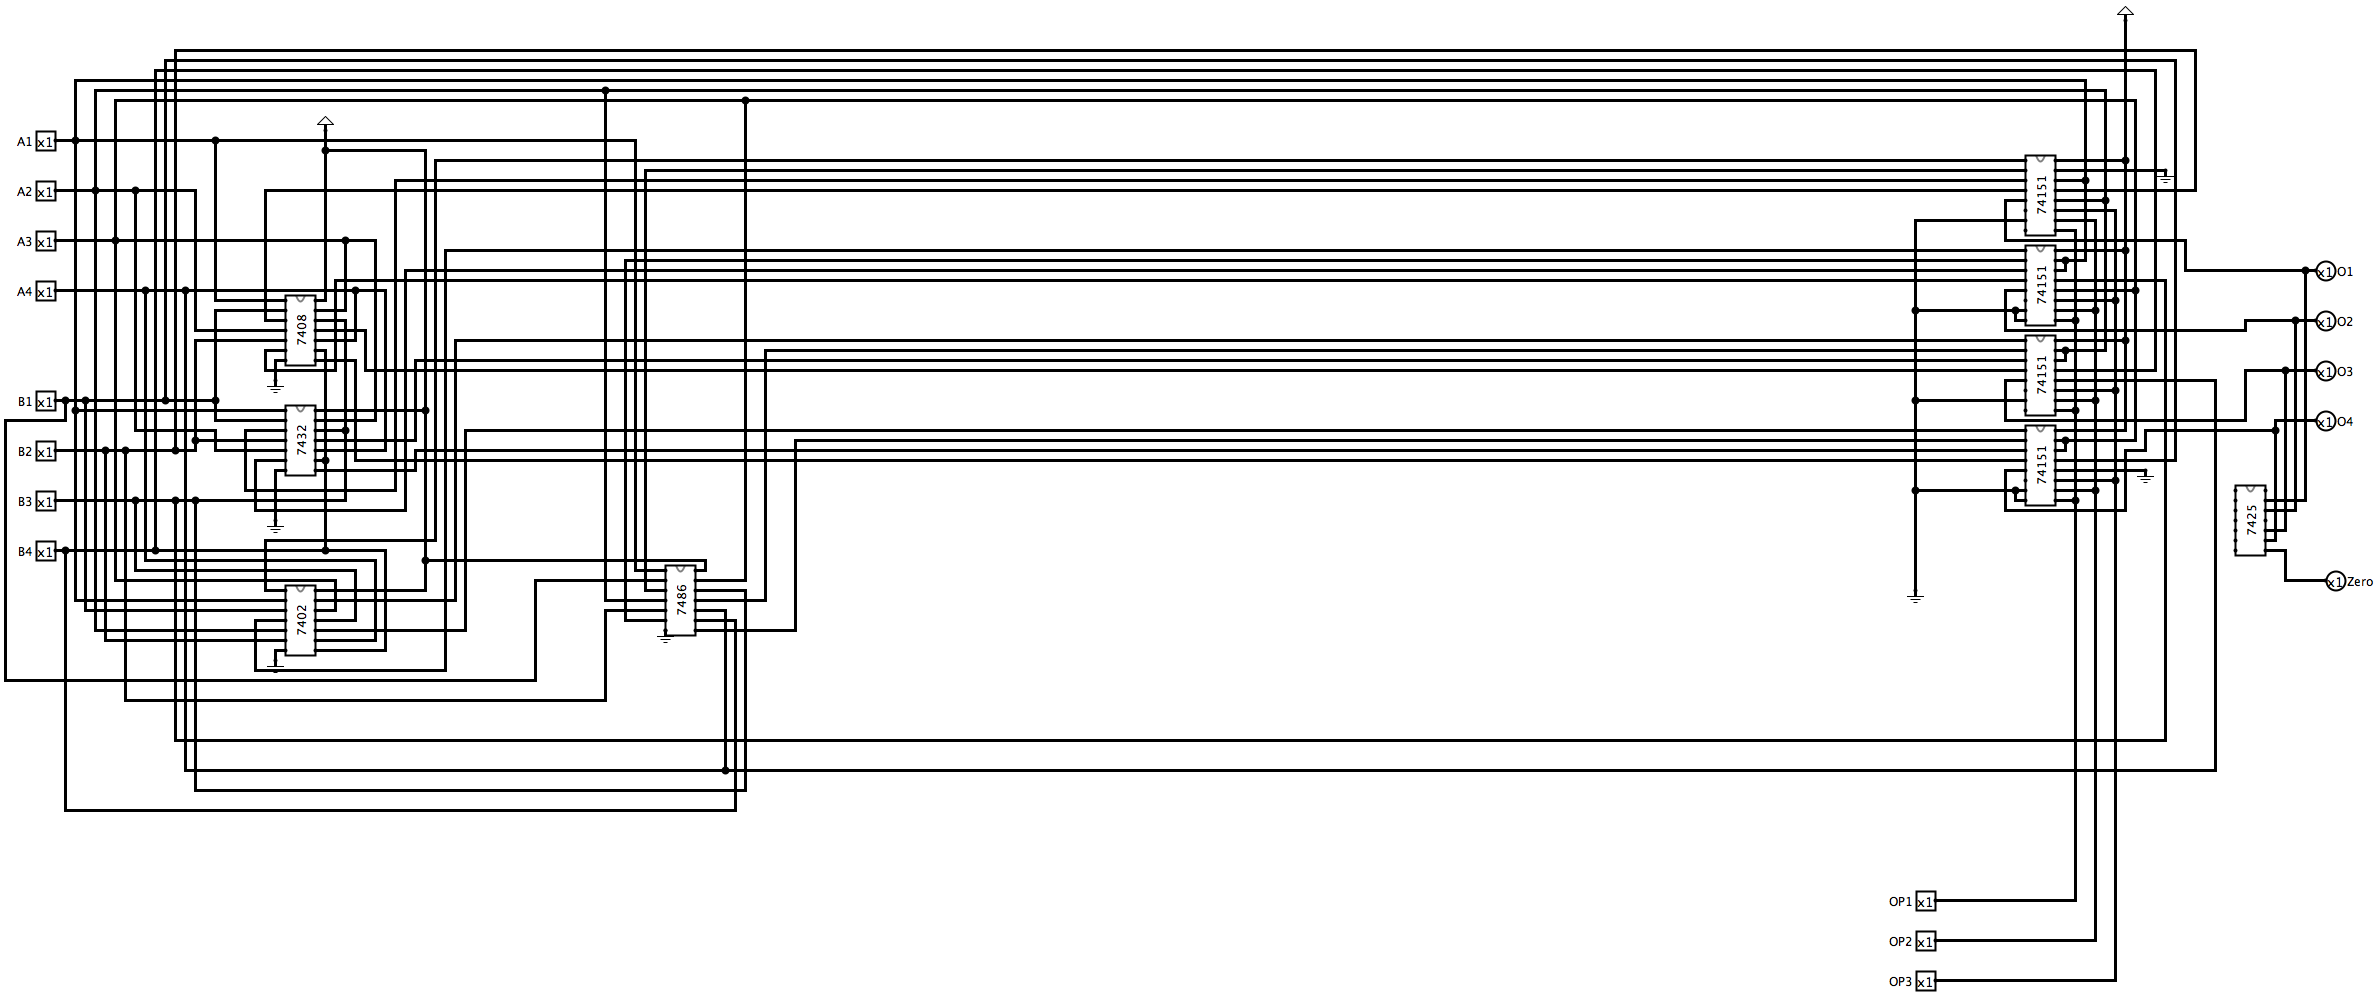 A1 x1
A2 x1
A3 x1
A4 x1
B1 x1
B2 x1
B3 x1
B4 x1
7408
7432
7402
7486
74151
74151
74151
74151
x1 O1
x1 O2
x1 O3
x1 O4
7425
x1 Zero
OP1 x1
OP2 x1
OP3 x1